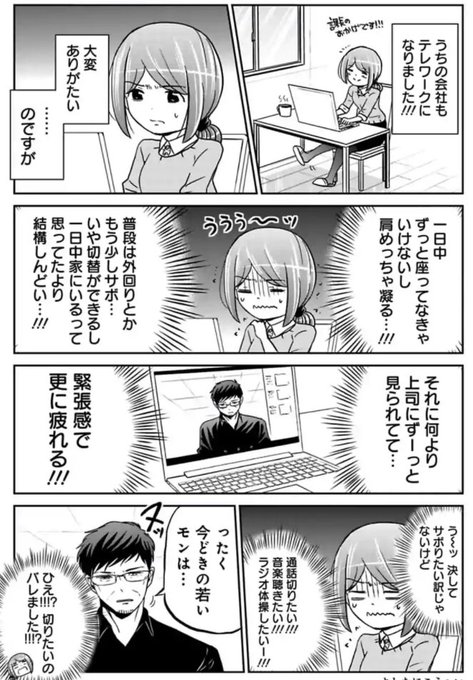 うちの会社も
テレワークに
なりました!!!
課長の
おかげです!!!
大変
ありがたい
……
のですが
一日中
ずっと座ってなきゃ
いけないし
肩めっちゃ凝る…!!!
ううう〜〜ッ
普段は外回りとか
もう少しサボ…
いや切替ができるし
一日中家にいるって
思ってたより
結構しんどい…!!!
それに何より
上司にずーっと
見られてて…
緊張感で
更に疲れる!!!
う〜ッ 決して
サボりたい訳じゃ
ないけど
通話切りたい!!!
音楽聴きたい!!!
ラジオ体操したいー!!
ったく
今どきの若い
モンは…
ひえ!!!? 切りたいの
バレました!!!?